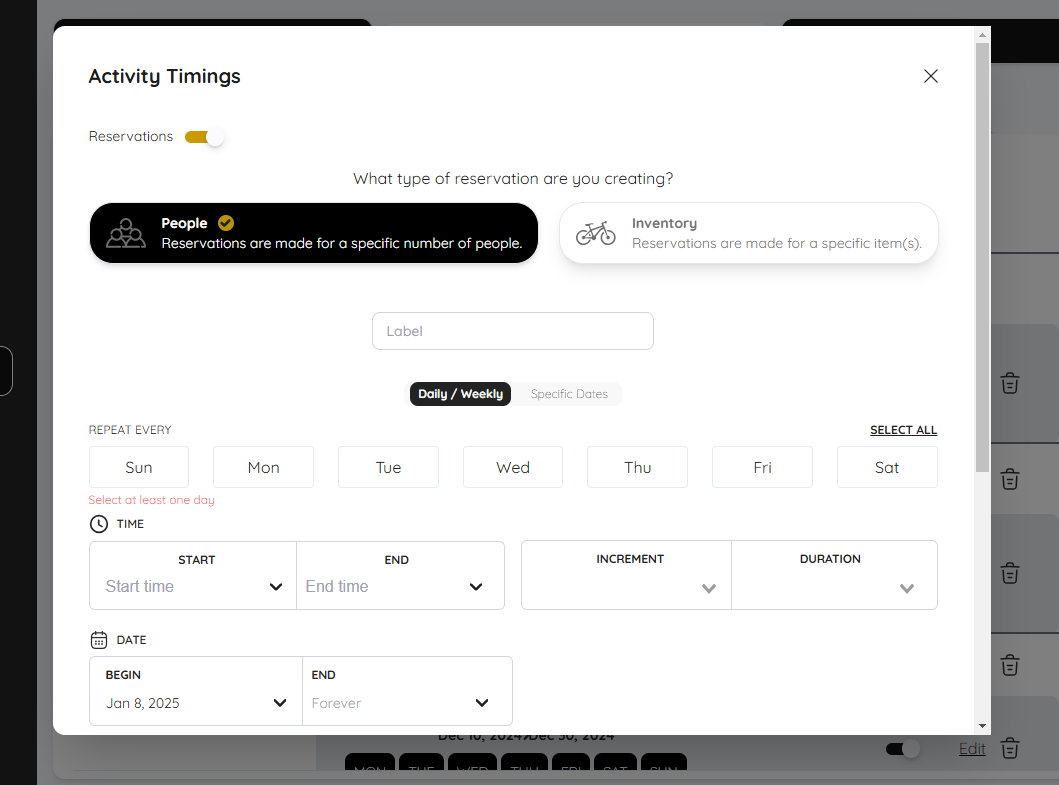 Activity Timings
Reservations
What type of reservation are you creating?
People
Reservations are made for a specific number of people.
Inventory
Reservations are made for a specific item(s).
Label
Daily / Weekly Specific Dates
REPEAT EVERY SELECT ALL
Sun Mon Tue Wed Thu Fri Sat
Select at least one day
TIME
START END INCREMENT DURATION
Start time End time
DATE
BEGIN END
Jan 8, 2025 Forever
Dec 10, 2024 Dec 30, 2024
Edit
MON TUE WED THU FRI SAT SUN